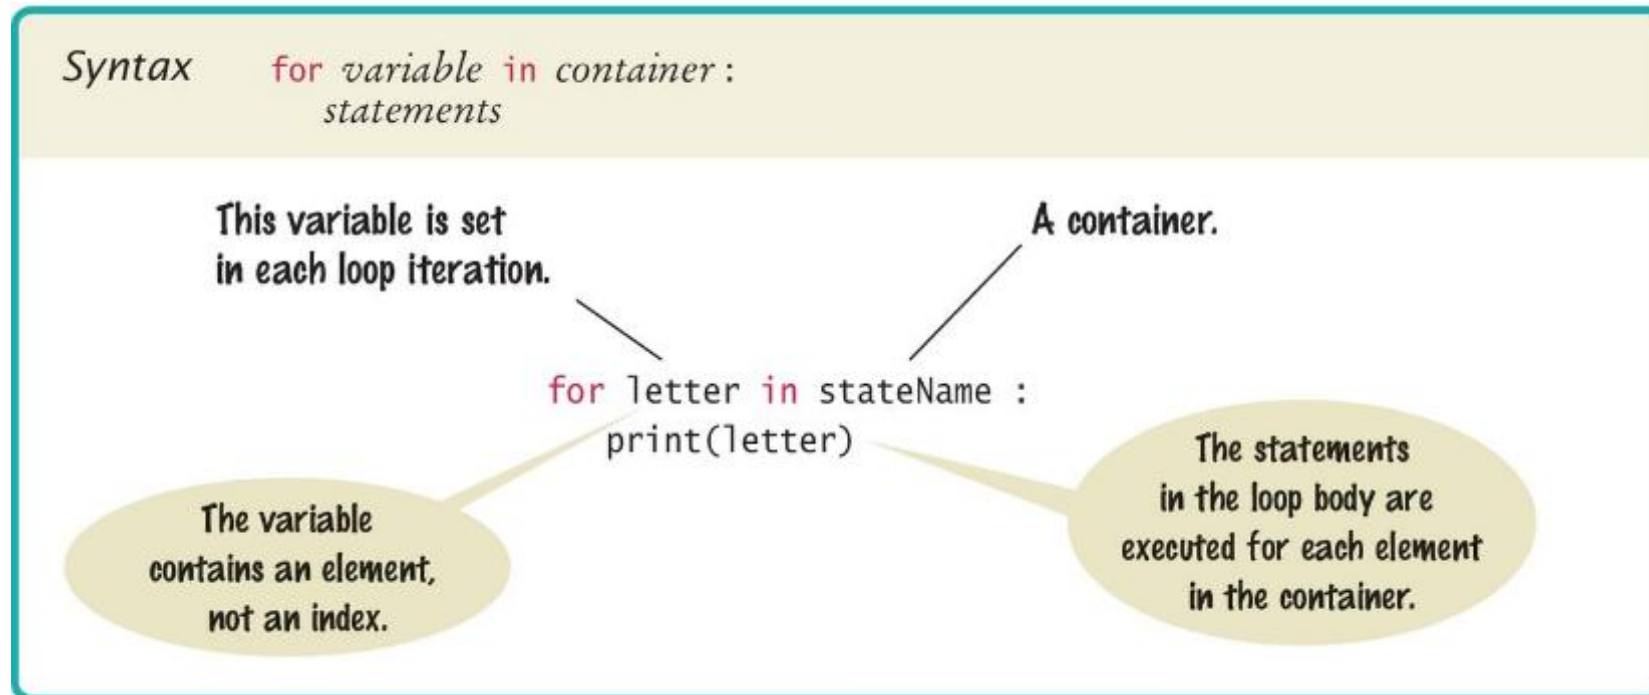 Syntax for variable in container :
statements
This variable is set
in each loop iteration.
A container.
for letter in stateName :
print(letter)
The variable
contains an element,
not an index.
The statements
in the loop body are
executed for each element
in the container.